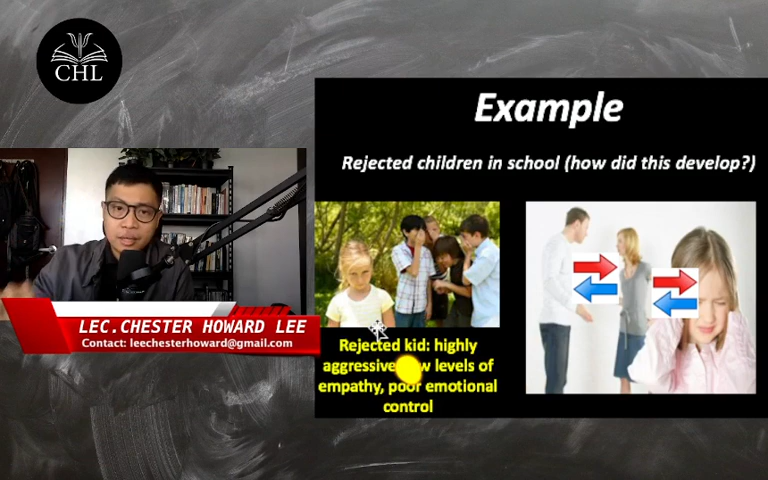 CHL
Example
Rejected children in school (how did this develop?)
LEC.CHESTER HOWARD LEE
Contact: leechesterhoward@gmail.com
Rejected kid: highly
aggressive, levels of
empathy, poor emotional
control